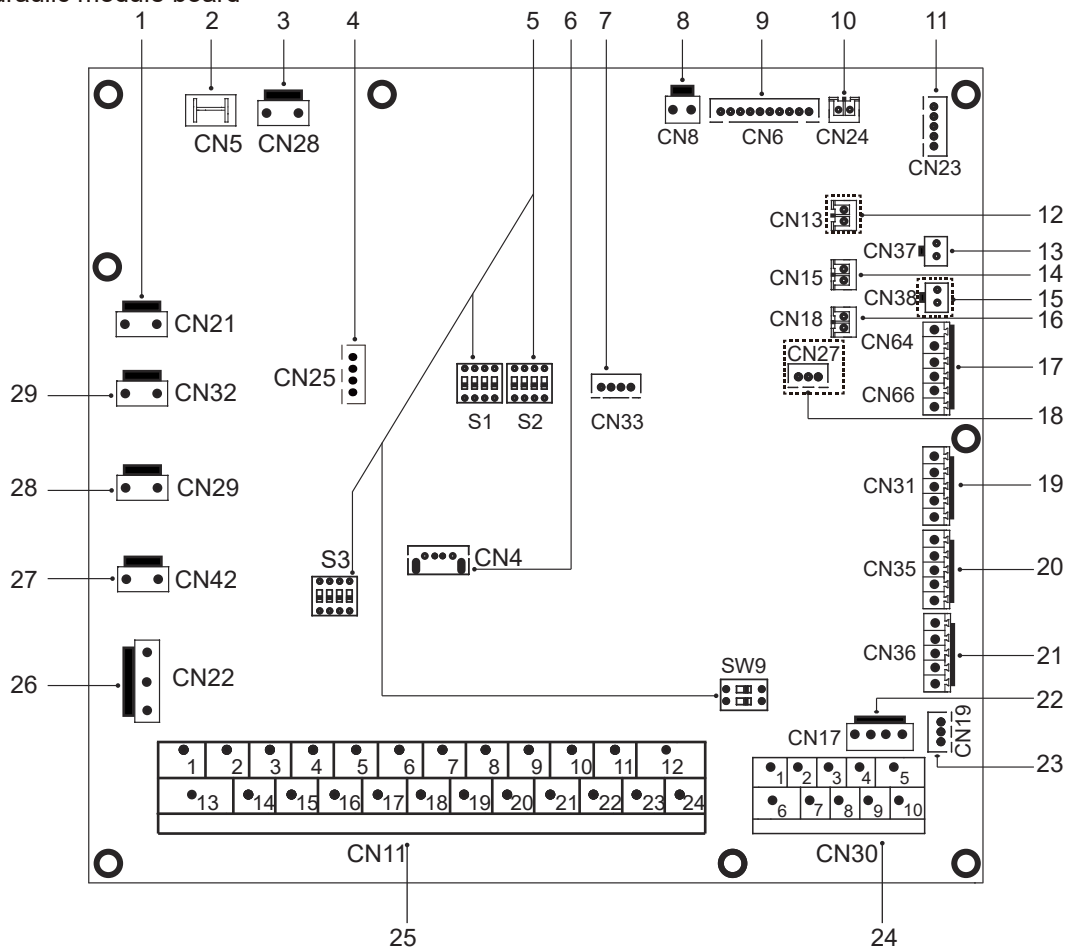 1 2 3 4 5 6 7 8 9 10 11
CN5 CN28 CN8 CN6 CN24
CN23
CN13 12
CN37 13
CN15 14
CN38 15
CN18 16
CN21 CN64
CN27
CN25 17
29 CN32 CN66
S1 S2 CN33 18
28 CN29 CN31 19
S3 CN4
27 CN42 CN35 20
CN36 21
26 CN22 SW9
22
CN17 CN19
23
1 2 3 4 5 6 7 8 9 10 11 12
13 14 15 16 17 18 19 20 21 22 23 24
1 2 3 4 5
6 7 8 9 10
CN11 CN30
25 24